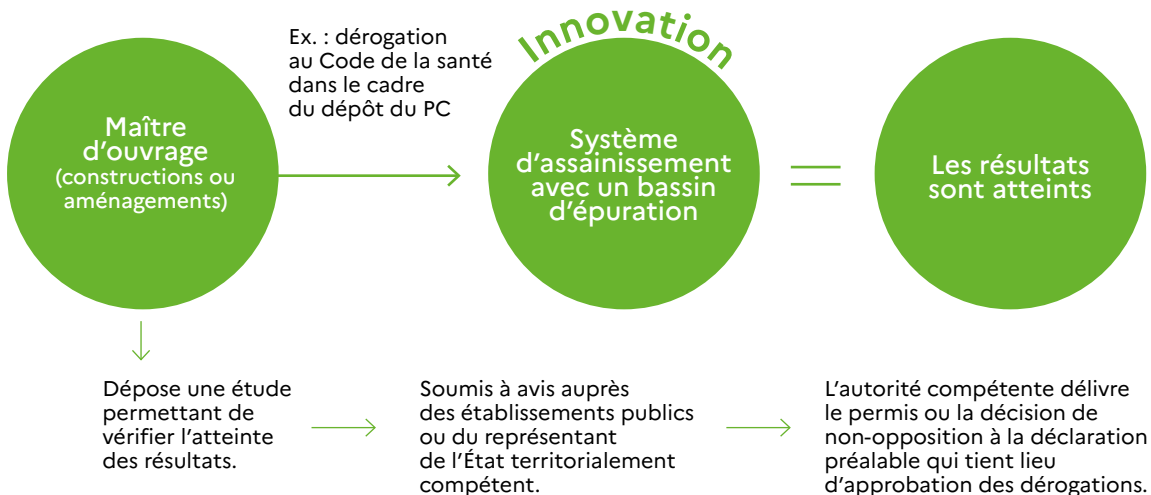 Maître
d'ouvrage
(constructions ou
aménagements)
Ex. : dérogation
au Code de la santé
dans le cadre
du dépôt du PC
Innovation
Système
d'assainissement
avec un bassin
d'épuration
Les résultats
sont atteints
Dépose une étude
permettant de
vérifier l'atteinte
des résultats.
Soumis à avis auprès
des établissements publics
ou du représentant
de l'État territorialement
compétent.
L'autorité compétente délivre
le permis ou la décision de
non-opposition à la déclaration
préalable qui tient lieu
d'approbation des dérogations.